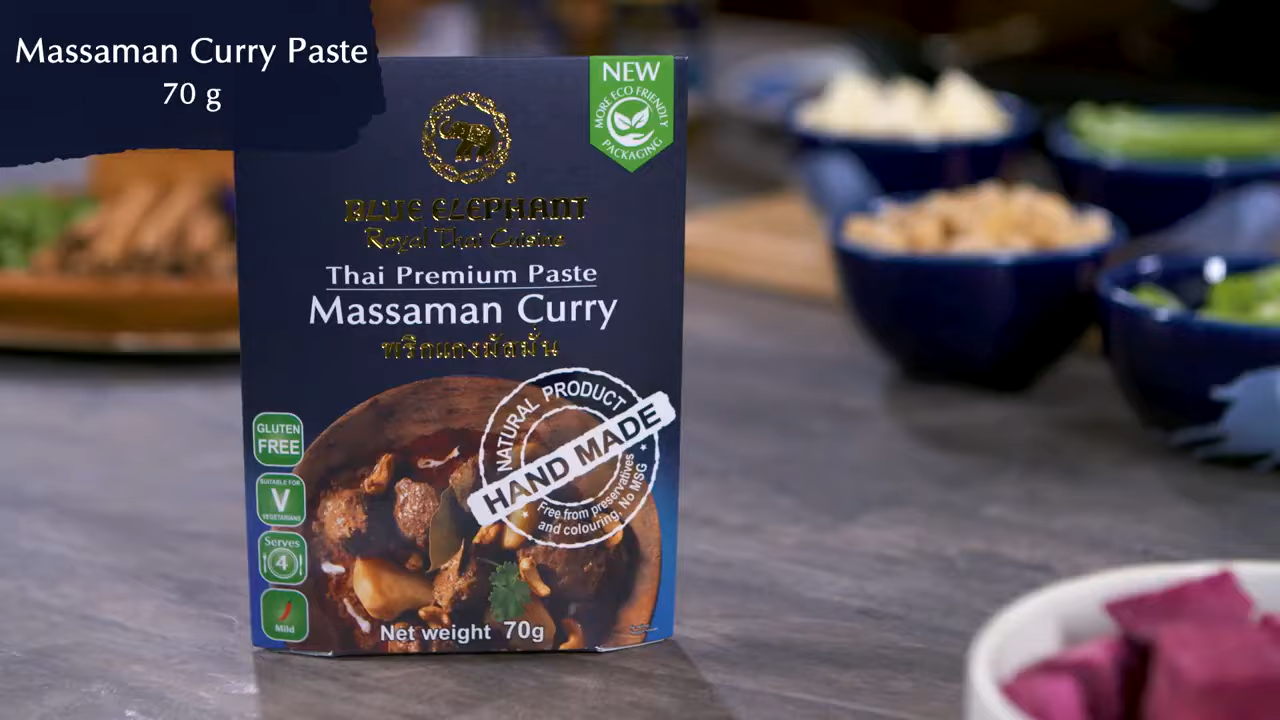 Massaman Curry Paste
70 g
NEW
MORE ECO FRIENDLY
PACKAGING
BLUE ELEPHANT
Royal Thai Cuisine
Thai Premium Paste
Massaman Curry
พริกแกงมัสมั่น
NATURAL PRODUCT
HAND MADE
Free from preservatives
and colouring, No MSG
GLUTEN
FREE
SUITABLE FOR
V
VEGETARIANS
Serves
4
Mild
Net weight 70g